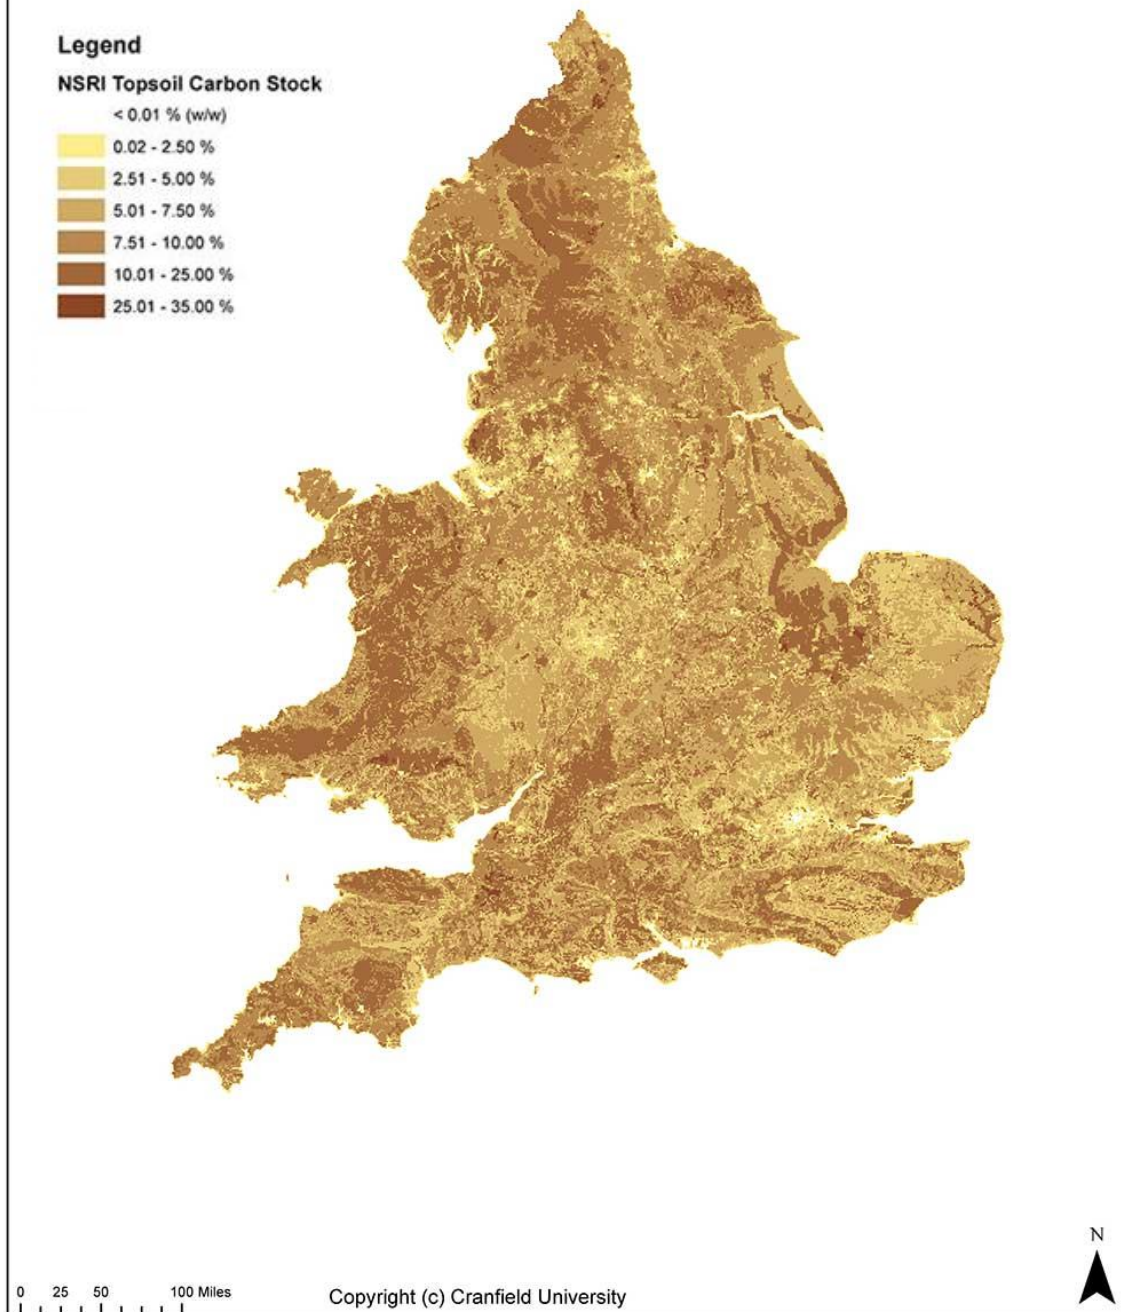 Legend
NSRI Topsoil Carbon Stock
< 0.01 % (w/w)
0.02 - 2.50 %
2.51 - 5.00 %
5.01 - 7.50 %
7.51 - 10.00 %
10.01 - 25.00 %
25.01 - 35.00 %
N
0 25 50 100 Miles
Copyright (c) Cranfield University